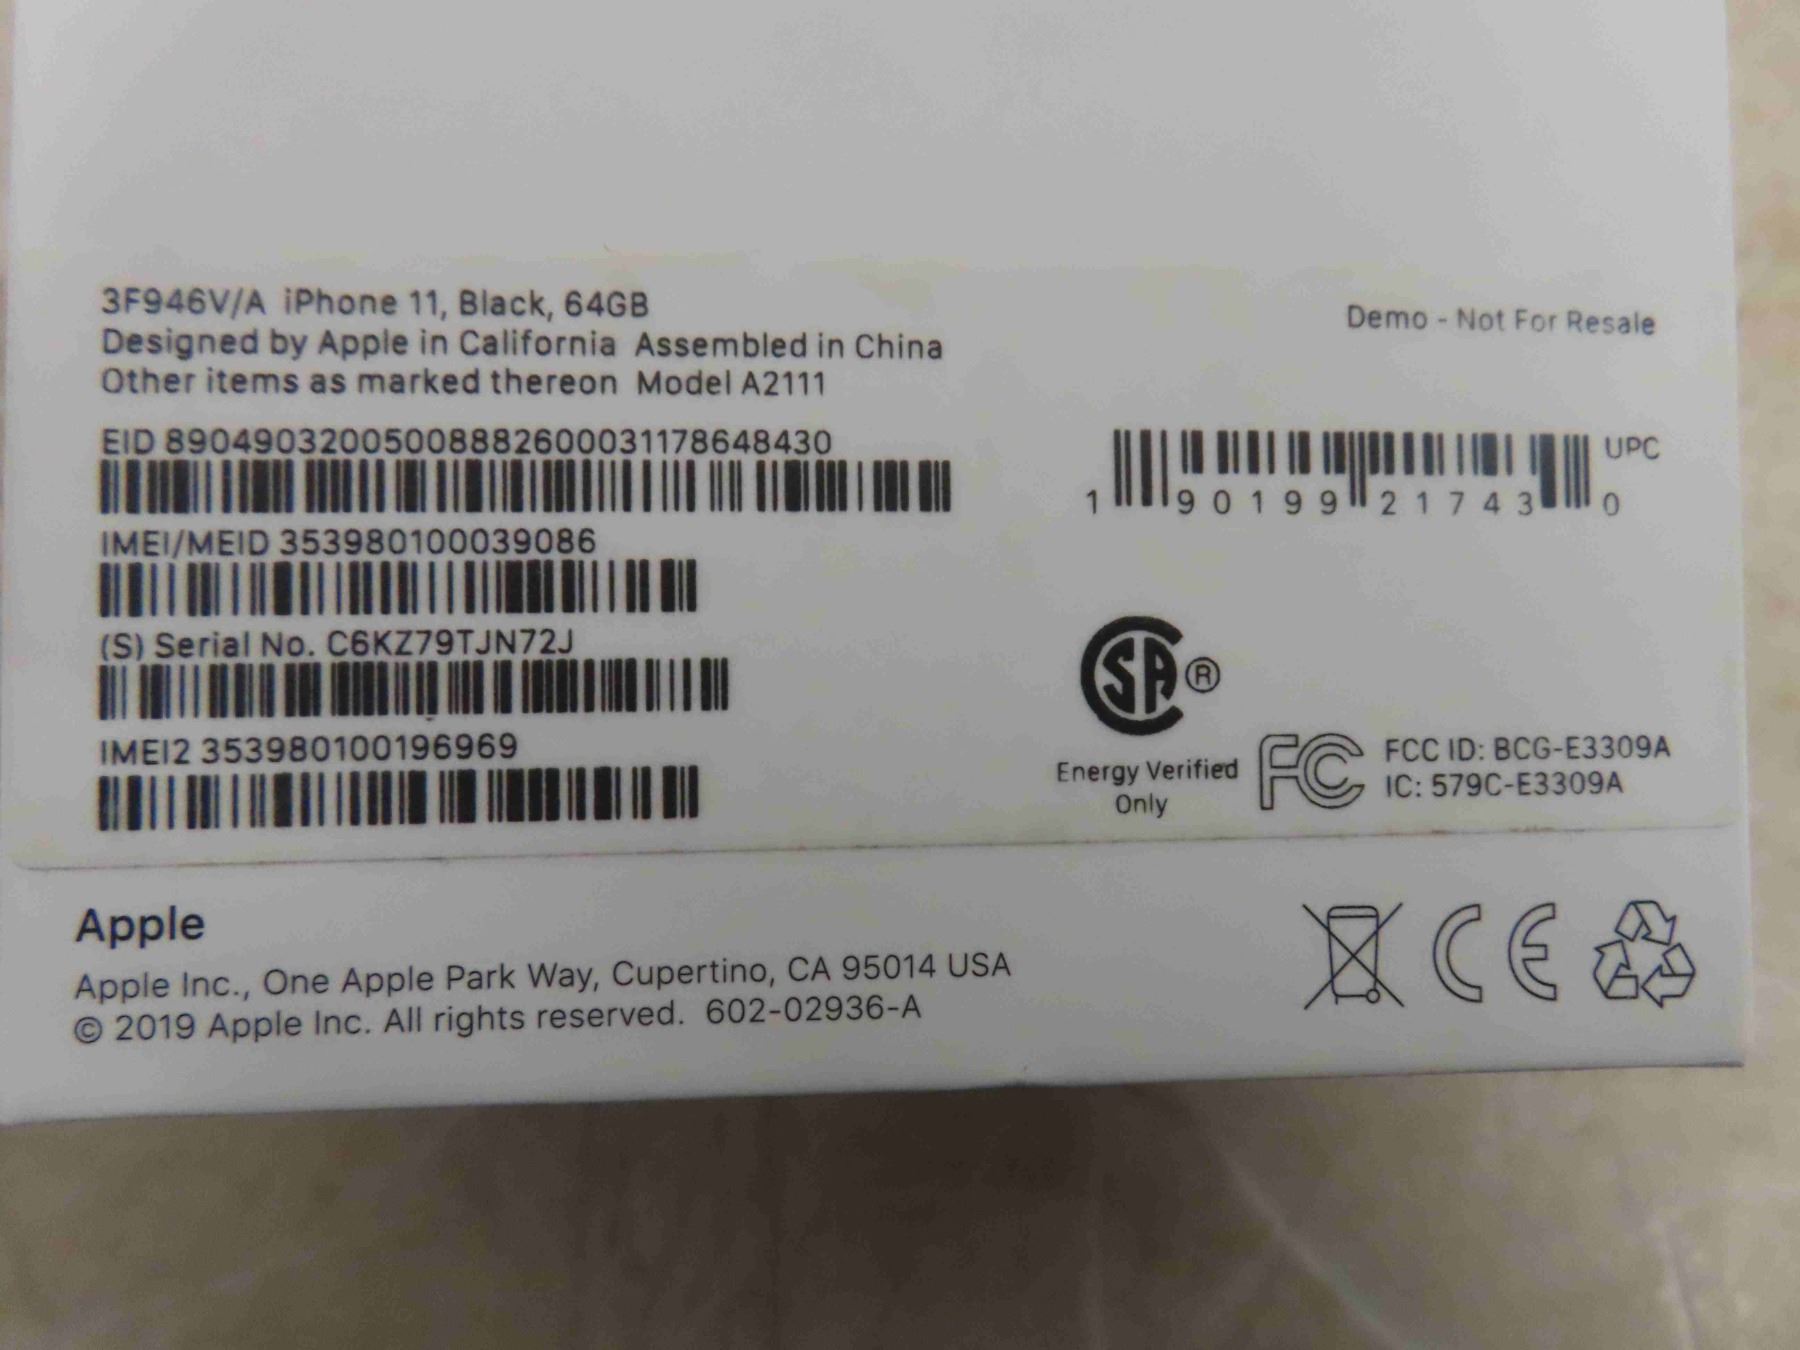 3F946V/A iPhone 11, Black, 64GB
Designed by Apple in California Assembled in China
Other items as marked thereon Model A2111
Demo - Not For Resale
EID 89049032005008882600031178648430
UPC
1 90199 21743 0
IMEI/MEID 353980100039086
(S) Serial No. C6KZ79TJN72J
IMEI2 353980100196969
SA ®
Energy Verified
Only
FC
FCC ID: BCG-E3309A
IC: 579C-E3309A
Apple
Apple Inc., One Apple Park Way, Cupertino, CA 95014 USA
© 2019 Apple Inc. All rights reserved. 602-02936-A
CE